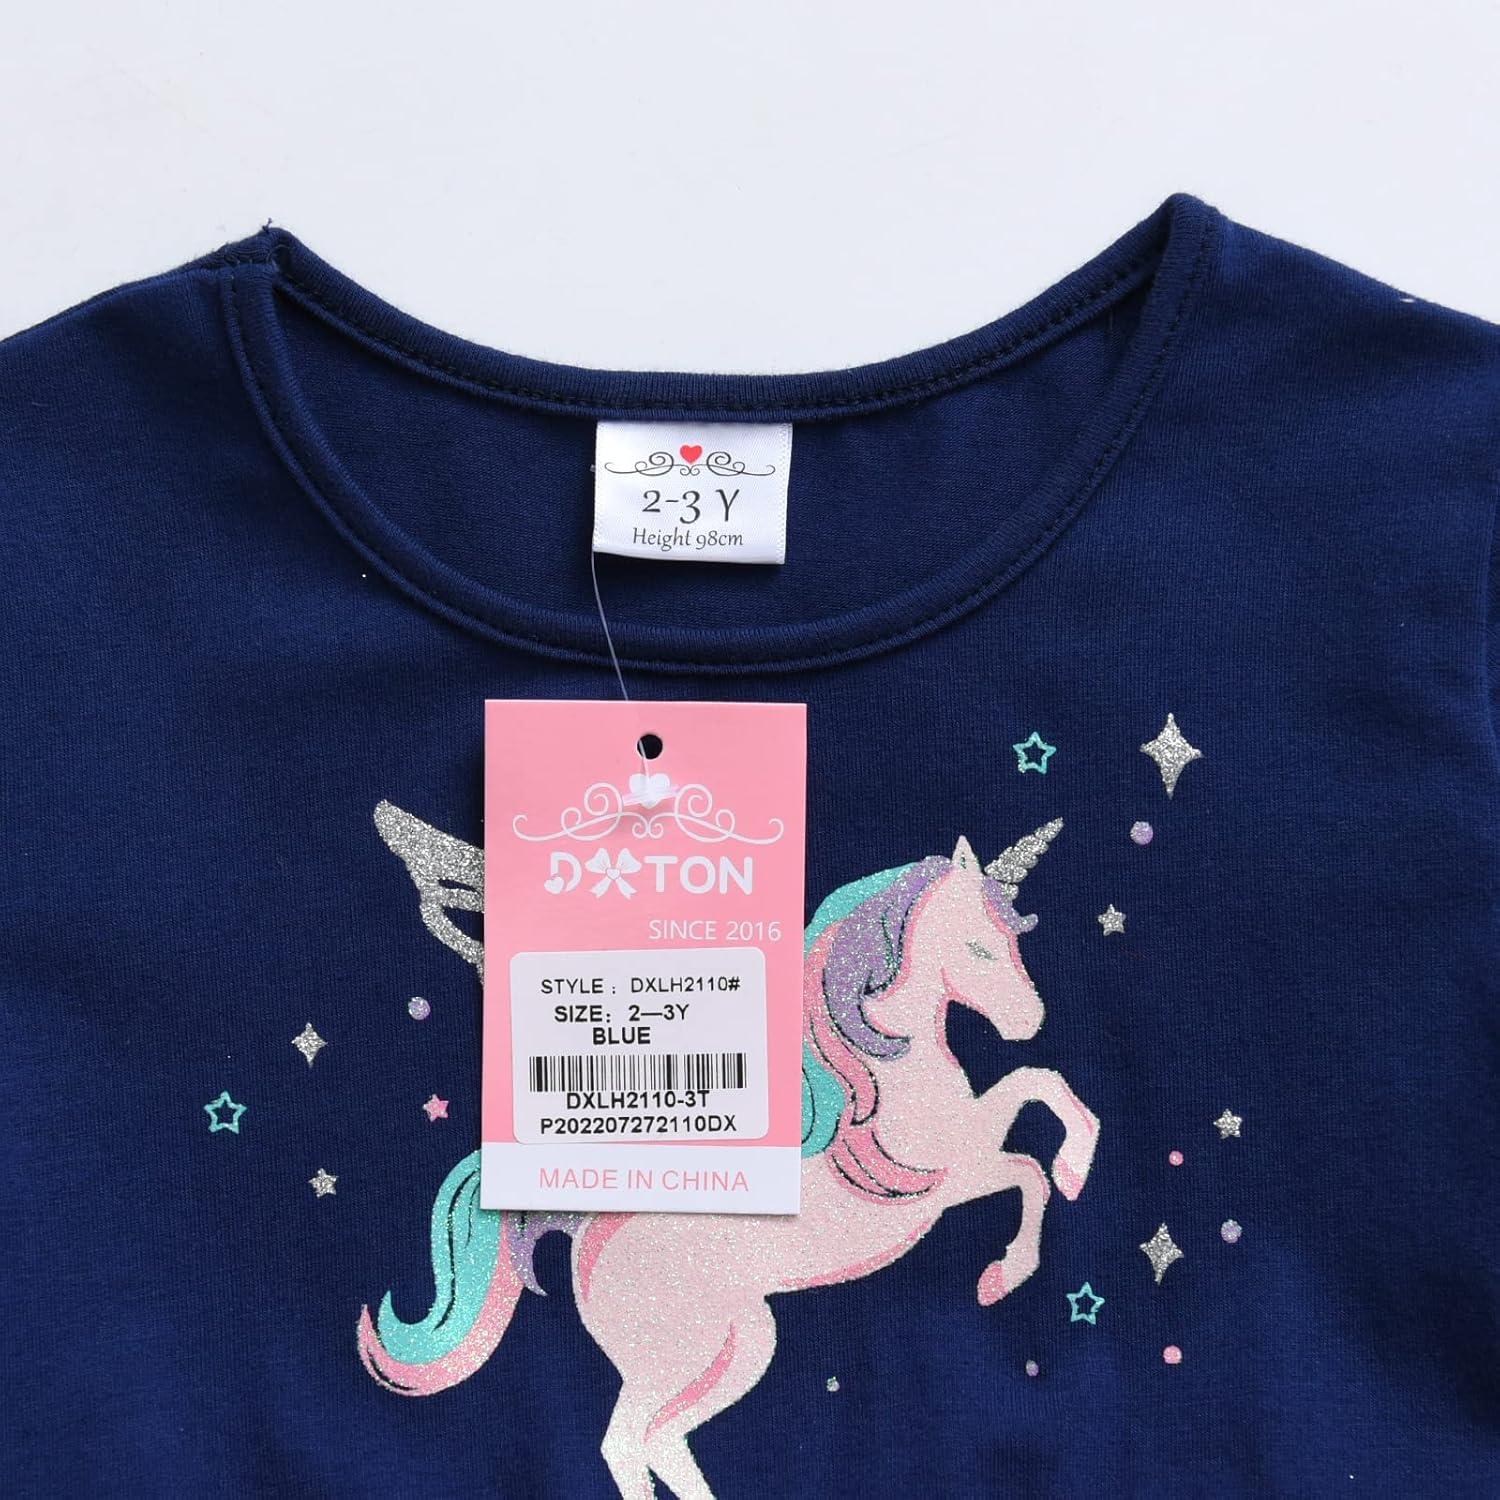 2-3 Y
Height 98cm
DXTON
SINCE 2016
STYLE : DXLH2110#
SIZE: 2—3Y
BLUE
DXLH2110-3T
P202207272110DX
MADE IN CHINA